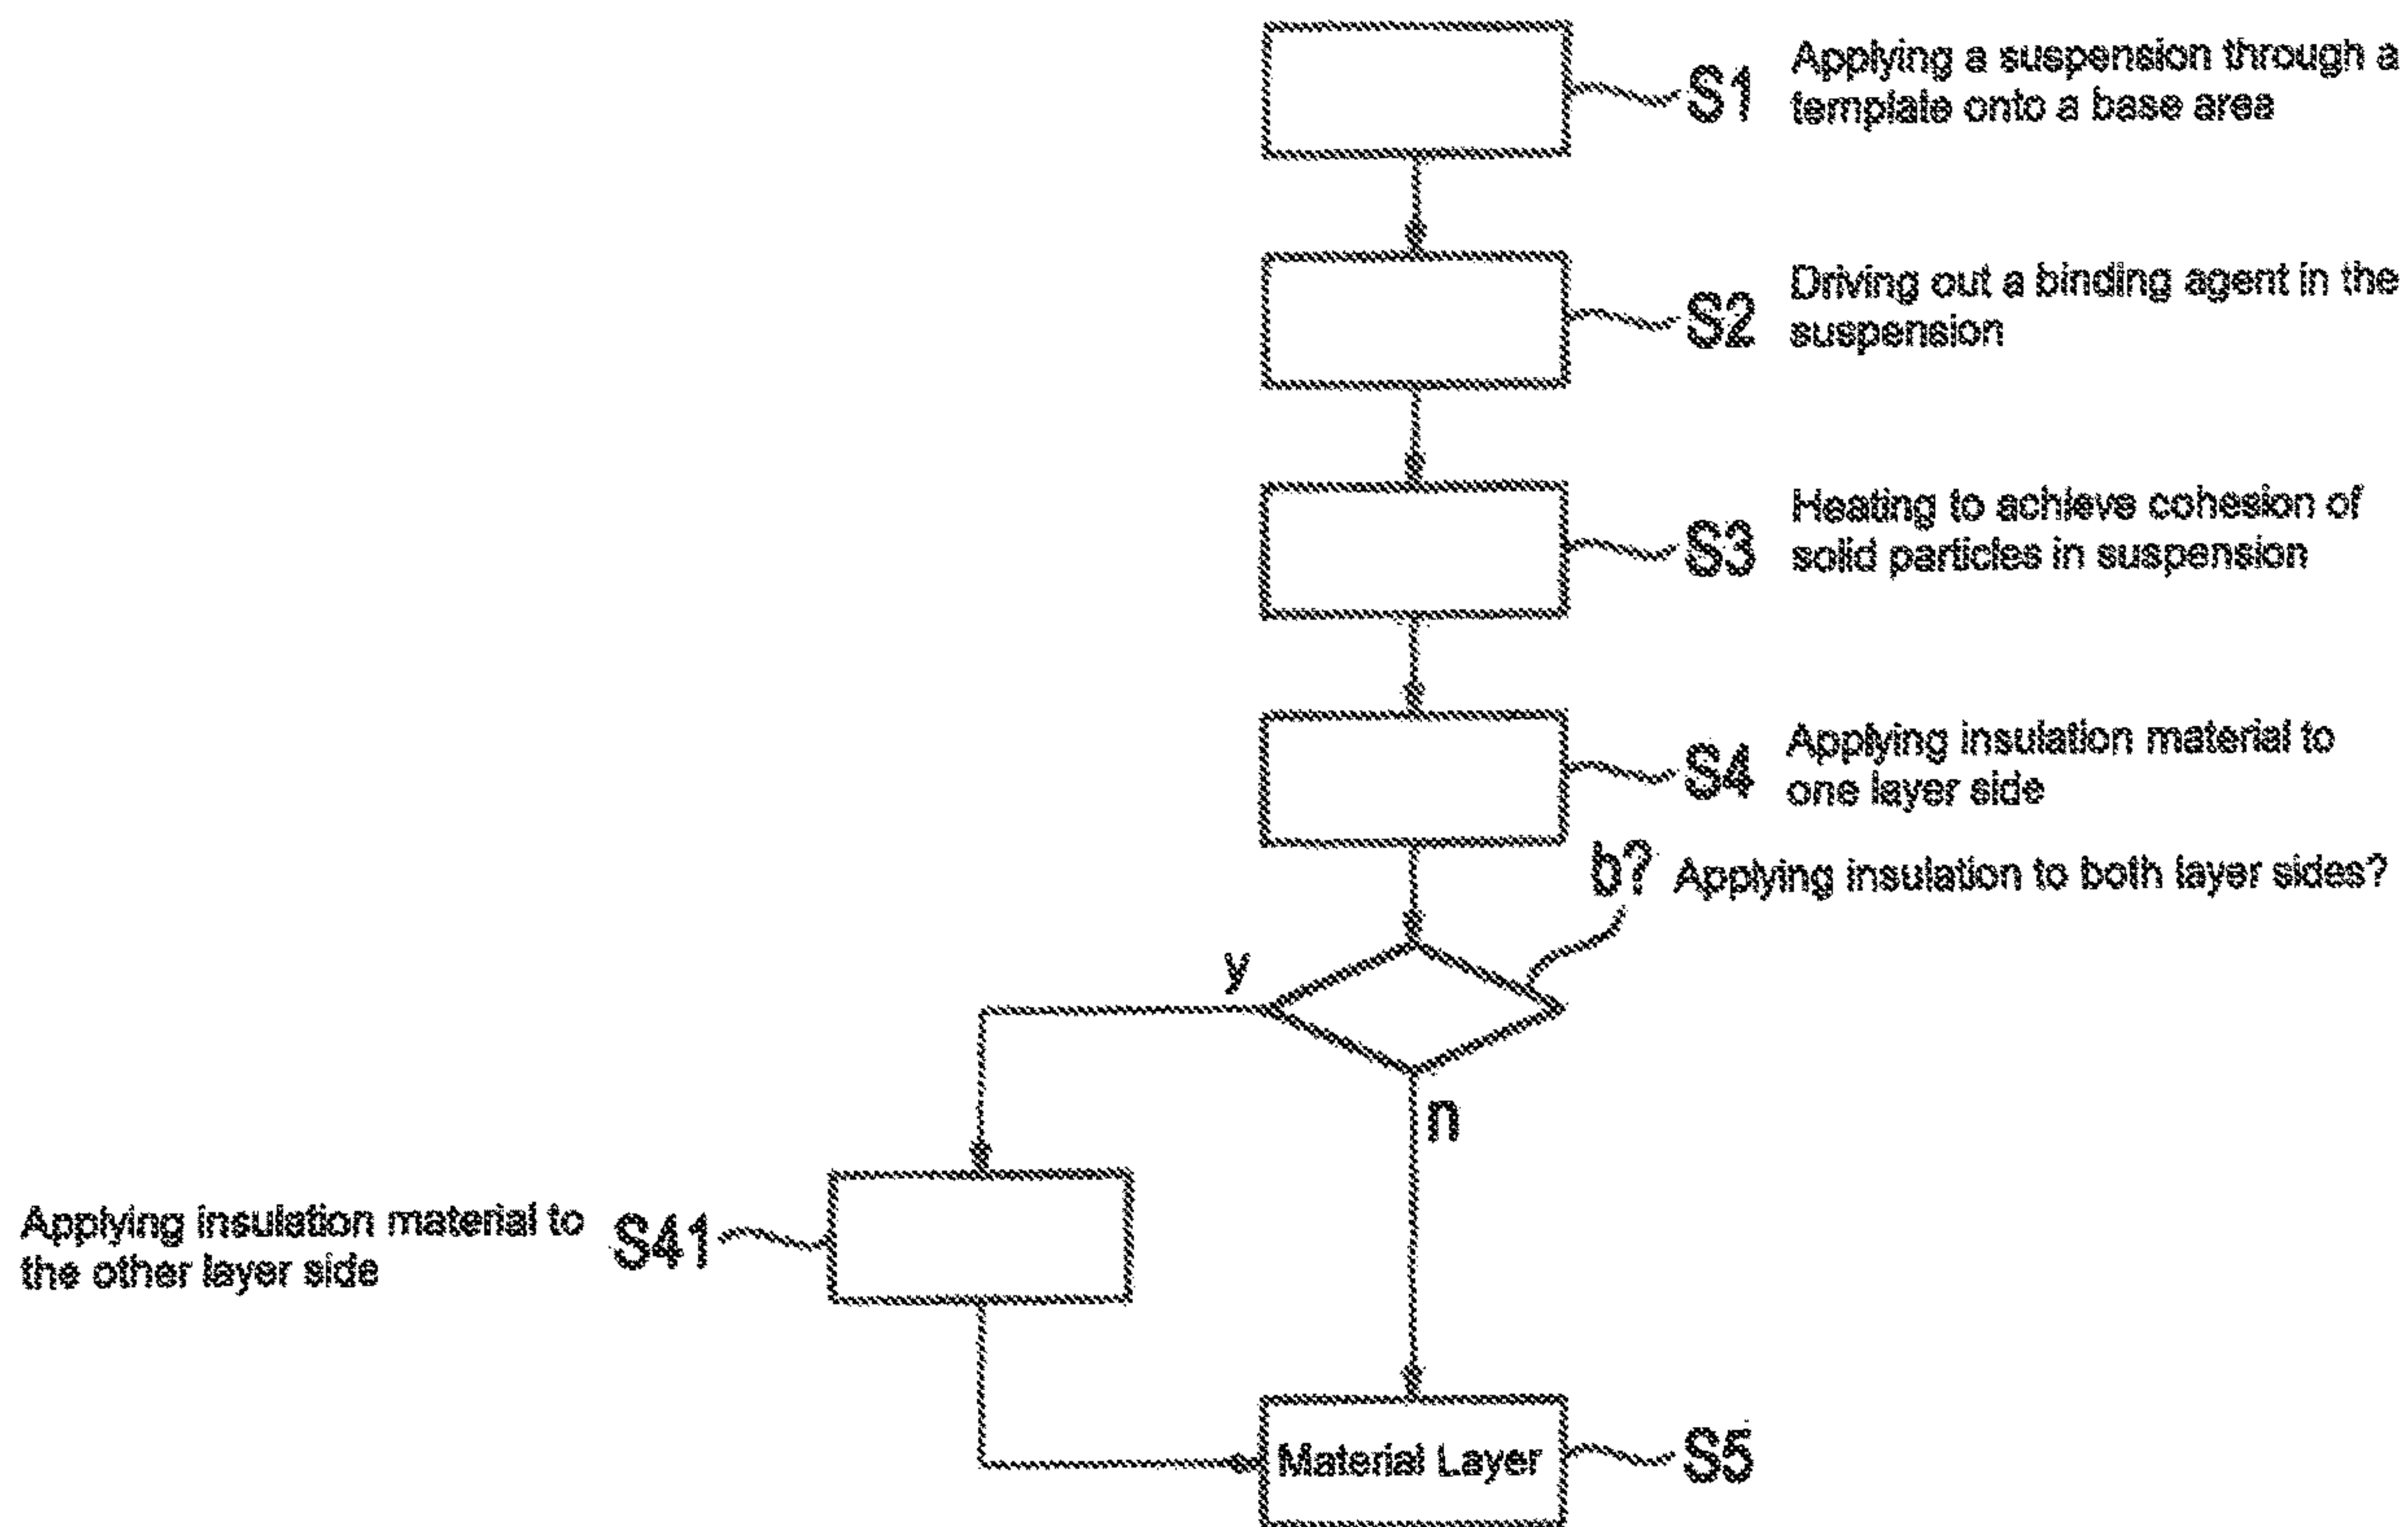 S1 Applying a suspension through a
template onto a base area
S2 Driving out a binding agent in the
suspension
S3 Heating to achieve cohesion of
solid particles in suspension
S4 Applying insulation material to
one layer side
b? Applying insulation to both layer sides?
y
n
Applying insulation material to
the other layer side
S41
Material Layer
S5